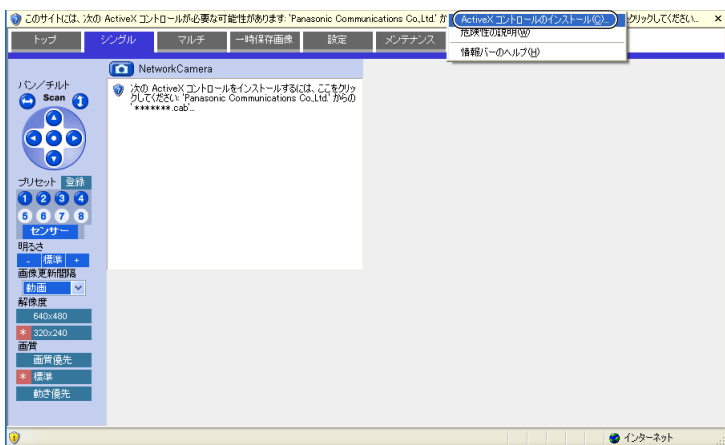 このサイトには、次の ActiveX コントロールが必要な可能性があります: 'Panasonic Communications Co.,Ltd.' か
リックしてください...
ActiveX コントロールのインストール(C)...
危険性の説明(W)
情報バーのヘルプ(H)
トップ
シングル
マルチ
一時保存画像
設定
メンテナンス
NetworkCamera
次の ActiveX コントロールをインストールするには、ここをクリッ
クしてください: 'Panasonic Communications Co.,Ltd.' からの
'*******.cab'...
パン/チルト
Scan
プリセット 登録
1 2 3 4
5 6 7 8
センサー
明るさ
- 標準 +
画像更新間隔
動画
解像度
640x480
* 320x240
画質
画質優先
* 標準
動き優先
インターネット